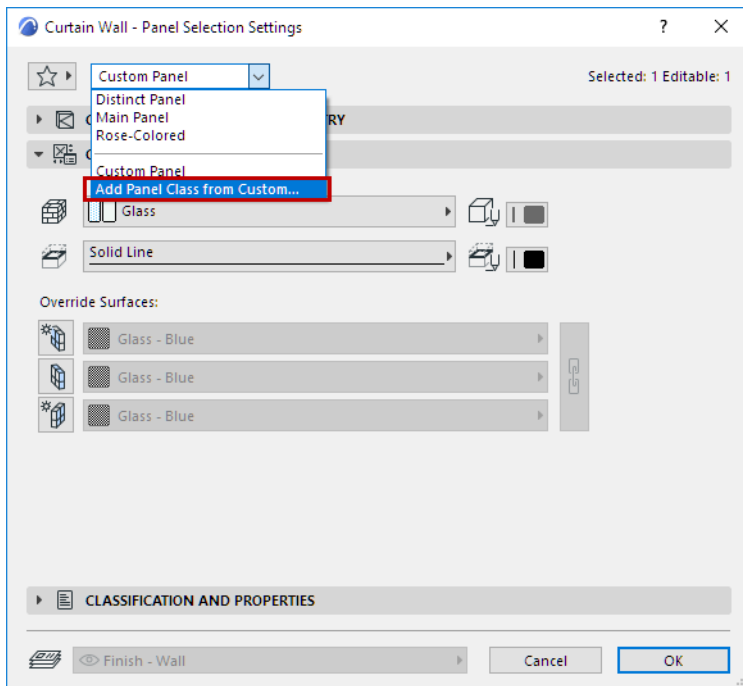 Curtain Wall - Panel Selection Settings
Custom Panel
Selected: 1 Editable: 1
Distinct Panel
Main Panel
RY
Rose-Colored
Custom Panel
Add Panel Class from Custom...
Glass
Solid Line
Override Surfaces:
Glass - Blue
Glass - Blue
Glass - Blue
CLASSIFICATION AND PROPERTIES
Finish - Wall
Cancel
OK